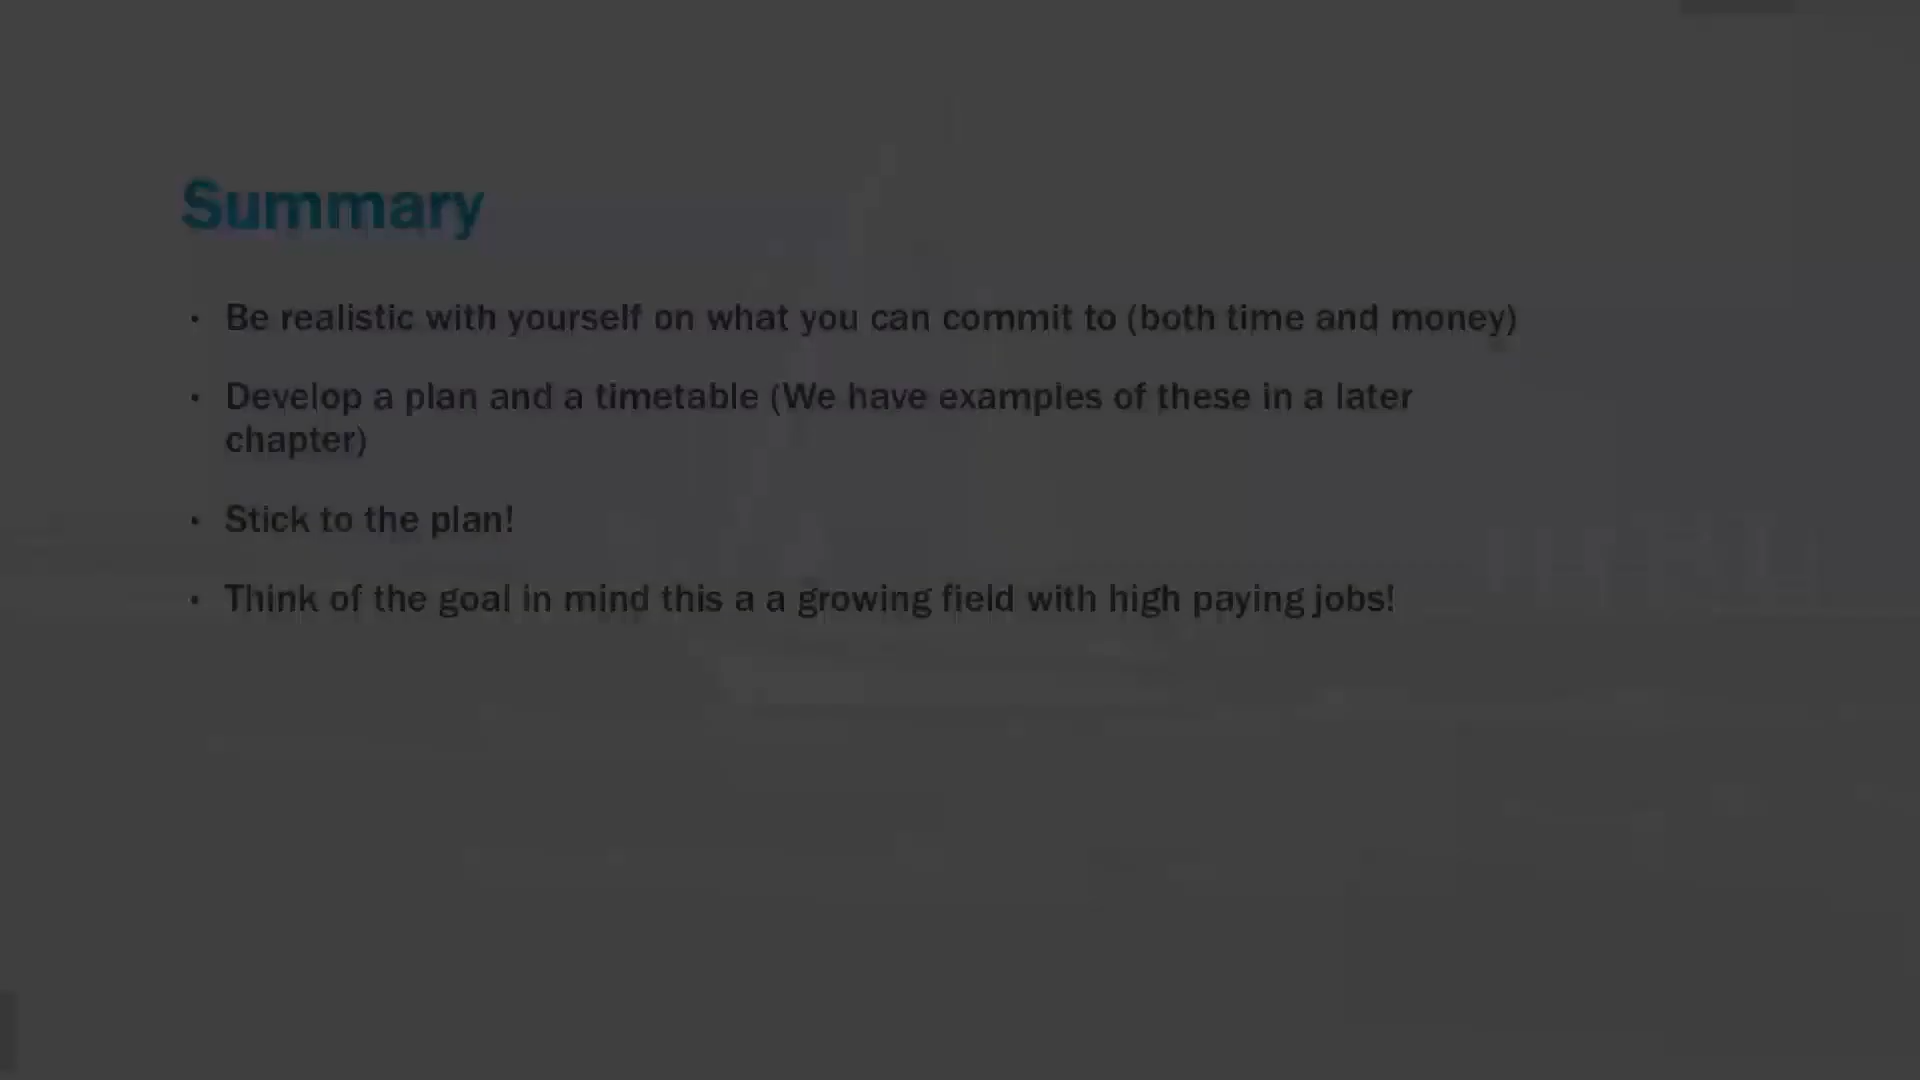 Summary
• Be realistic with yourself on what you can commit to (both time and money)
• Develop a plan and a timetable (We have examples of these in a later
chapter)
• Stick to the plan!
• Think of the goal in mind this a a growing field with high paying jobs!